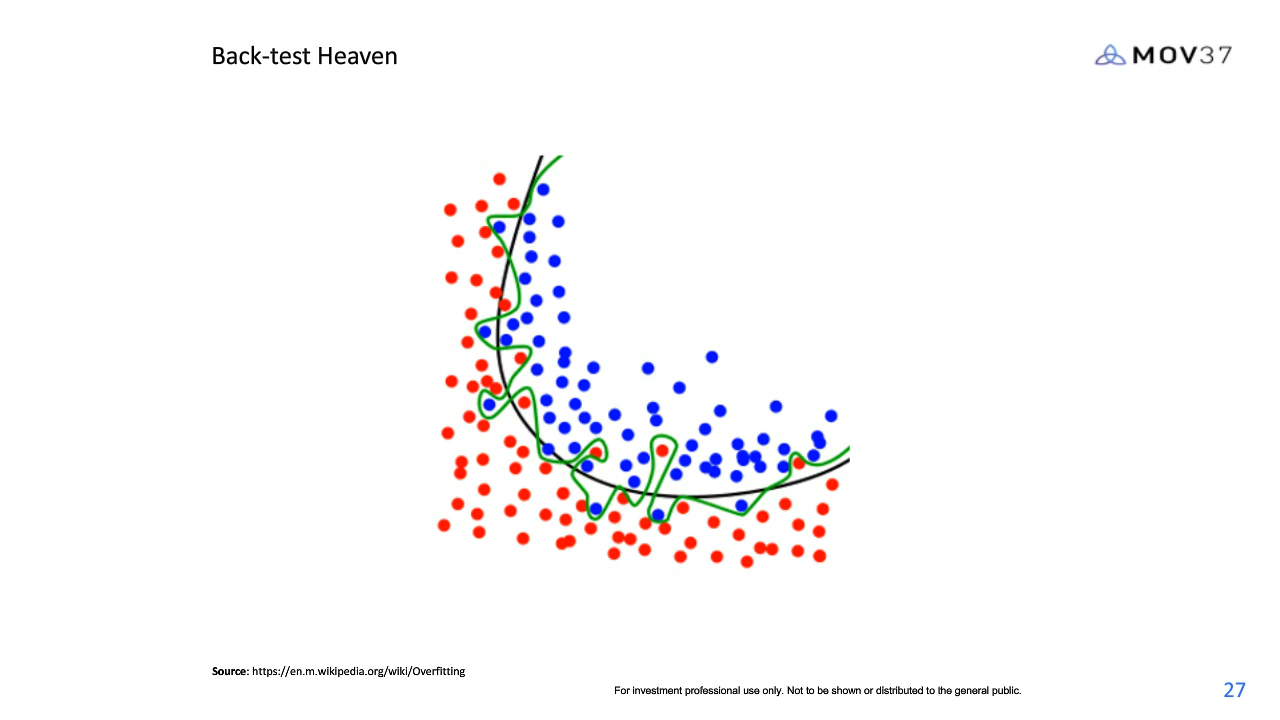 Back-test Heaven
MOV37
Source: https://en.m.wikipedia.org/wiki/Overfitting
For investment professional use only. Not to be shown or distributed to the general public.
27